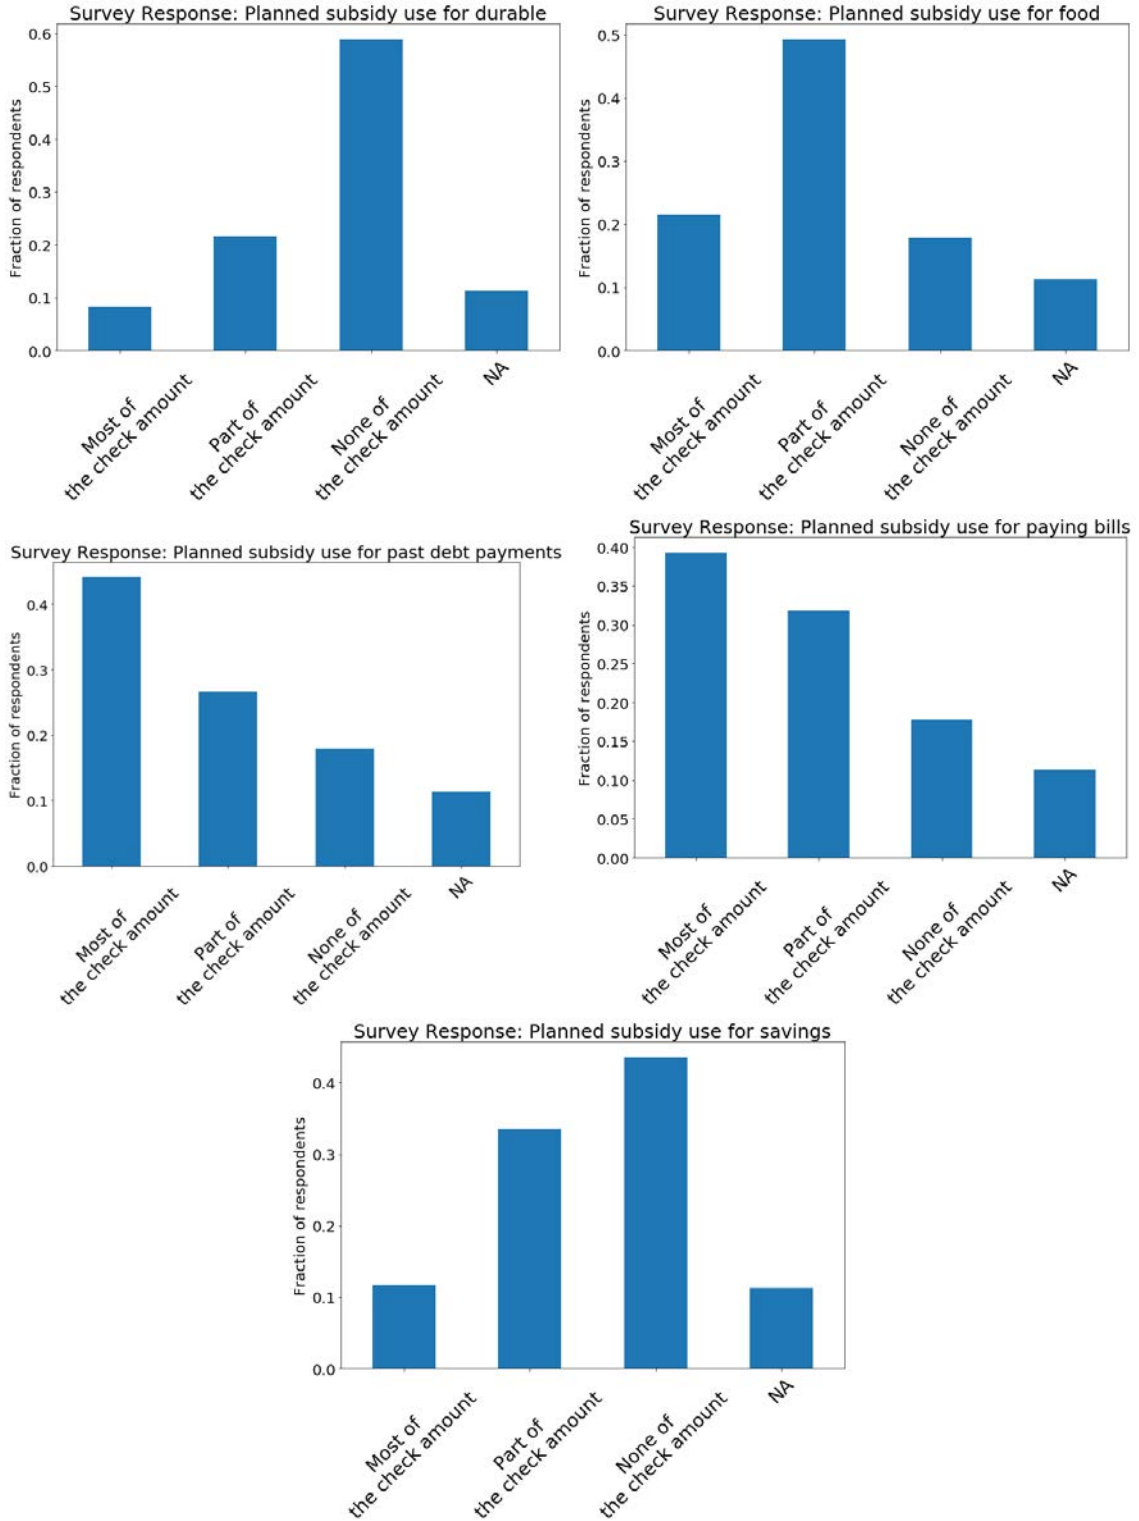 Survey Response: Planned subsidy use for durable
Fraction of respondents
0.6
0.5
0.4
0.3
0.2
0.1
0.0
Most of
the check amount
Part of
the check amount
None of
the check amount
NA
Survey Response: Planned subsidy use for food
Fraction of respondents
0.5
0.4
0.3
0.2
0.1
0.0
Most of
the check amount
Part of
the check amount
None of
the check amount
NA
Survey Response: Planned subsidy use for past debt payments
Fraction of respondents
0.4
0.3
0.2
0.1
0.0
Most of
the check amount
Part of
the check amount
None of
the check amount
NA
Survey Response: Planned subsidy use for paying bills
Fraction of respondents
0.40
0.35
0.30
0.25
0.20
0.15
0.10
0.05
0.00
Most of
the check amount
Part of
the check amount
None of
the check amount
NA
Survey Response: Planned subsidy use for savings
Fraction of respondents
0.4
0.3
0.2
0.1
0.0
Most of
the check amount
Part of
the check amount
None of
the check amount
NA